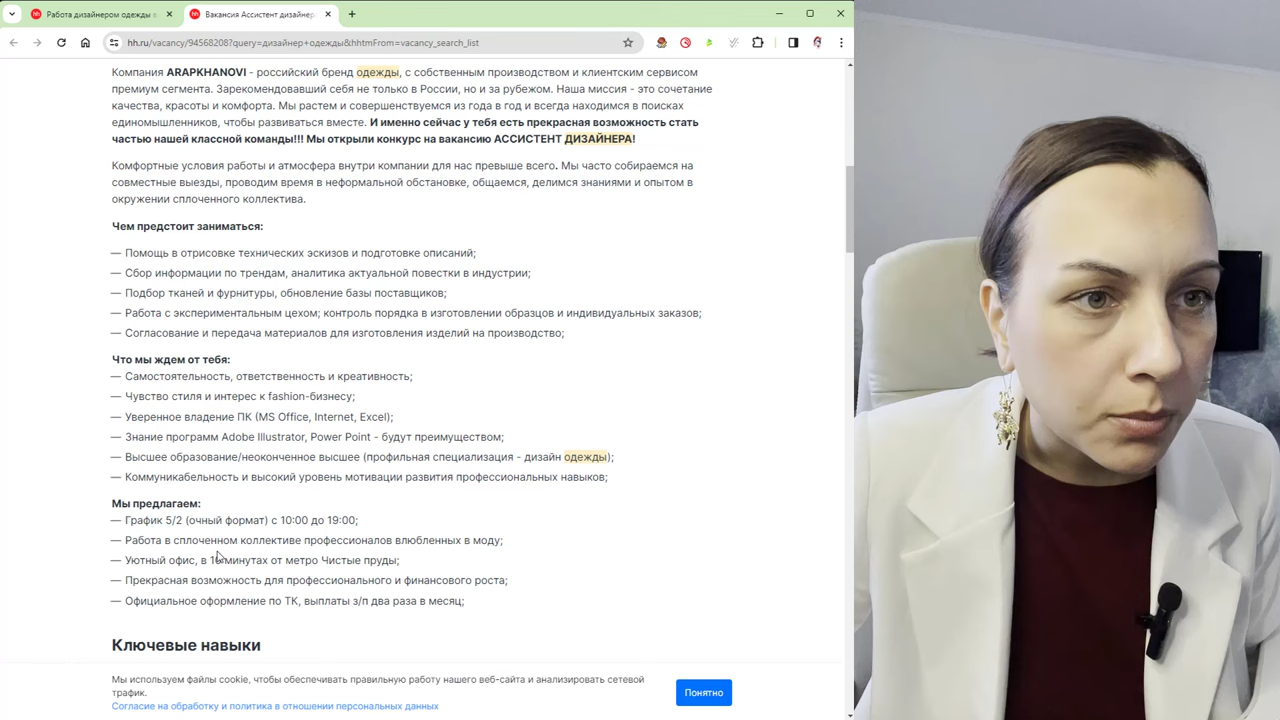 Работа дизайнером одежды в
Вакансия Ассистент дизайнер
hh.ru/vacancy/94568208?query=дизайнер+одежды&hhtmFrom=vacancy_search_list
Компания ARAPKHANOVI - российский бренд одежды, с собственным производством и клиентским сервисом
премиум сегмента. Зарекомендовавший себя не только в России, но и за рубежом. Наша миссия - это сочетание
качества, красоты и комфорта. Мы растем и совершенствуемся из года в год и всегда находимся в поисках
единомышленников, чтобы развиваться вместе. И именно сейчас у тебя есть прекрасная возможность стать
частью нашей классной команды!!! Мы открыли конкурс на вакансию АССИСТЕНТ ДИЗАЙНЕРА!
Комфортные условия работы и атмосфера внутри компании для нас превыше всего. Мы часто собираемся на
совместные выезды, проводим время в неформальной обстановке, общаемся, делимся знаниями и опытом в
окружении сплоченного коллектива.
Чем предстоит заниматься:
— Помощь в отрисовке технических эскизов и подготовке описаний;
— Сбор информации по трендам, аналитика актуальной повестки в индустрии;
— Подбор тканей и фурнитуры, обновление базы поставщиков;
— Работа с экспериментальным цехом; контроль порядка в изготовлении образцов и индивидуальных заказов;
— Согласование и передача материалов для изготовления изделий на производство;
Что мы ждем от тебя:
— Самостоятельность, ответственность и креативность;
— Чувство стиля и интерес к fashion-бизнесу;
— Уверенное владение ПК (MS Office, Internet, Excel);
— Знание программ Adobe Illustrator, Power Point - будут преимуществом;
— Высшее образование/неоконченное высшее (профильная специализация - дизайн одежды);
— Коммуникабельность и высокий уровень мотивации развития профессиональных навыков;
Мы предлагаем:
— График 5/2 (очный формат) с 10:00 до 19:00;
— Работа в сплоченном коллективе профессионалов влюбленных в моду;
— Уютный офис, в минутах от метро Чистые пруды;
— Прекрасная возможность для профессионального и финансового роста;
— Официальное оформление по ТК, выплаты з/п два раза в месяц;
Ключевые навыки
Мы используем файлы cookie, чтобы обеспечивать правильную работу нашего веб-сайта и анализировать сетевой
трафик.
Понятно
Согласие на обработку и политика в отношении персональных данных